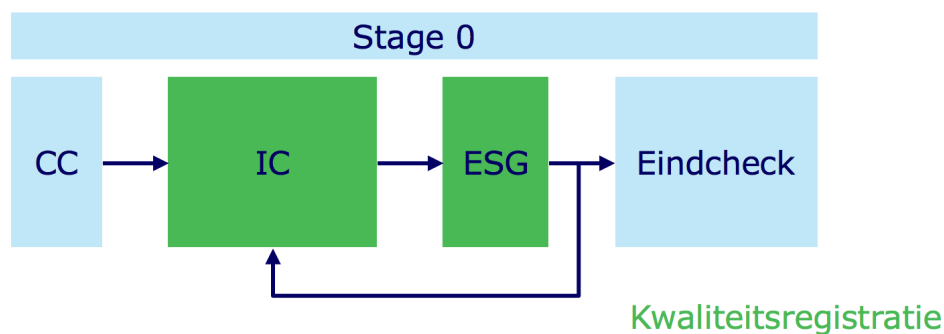 Stage 0
CC
IC
ESG
Eindcheck
Kwaliteitsregistratie